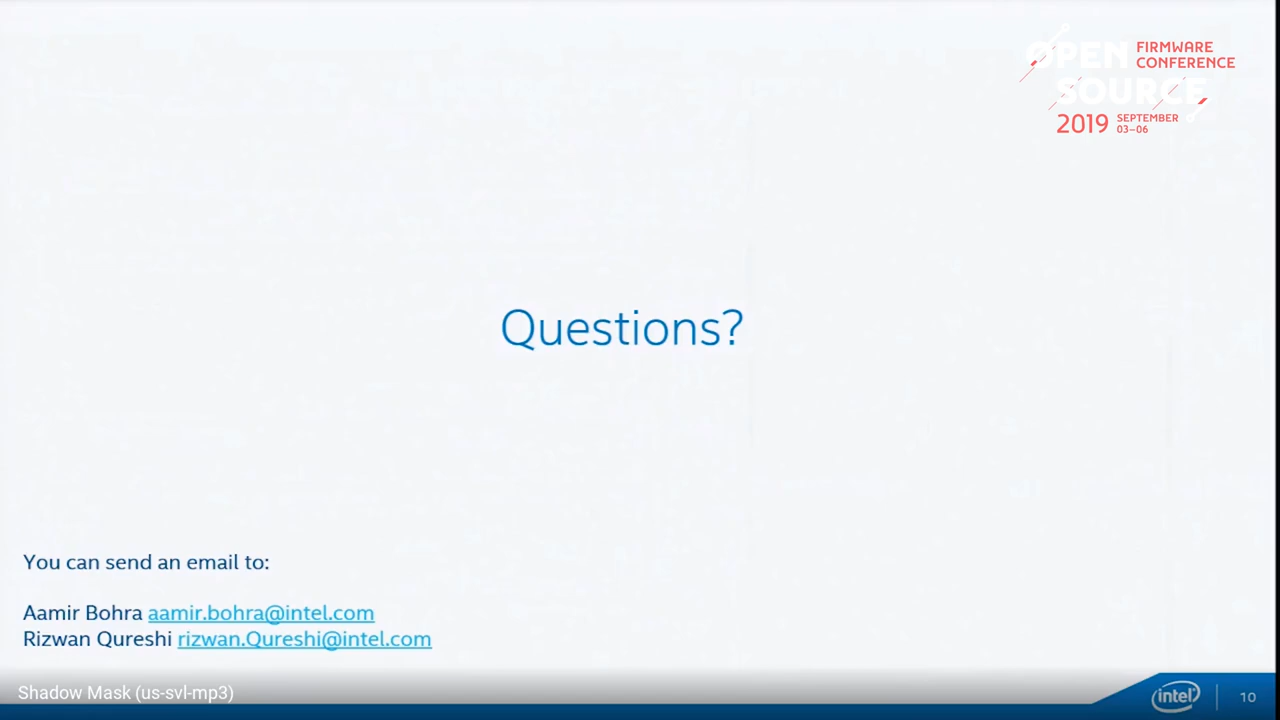 OPEN FIRMWARE
CONFERENCE
SOURCE
2019 SEPTEMBER
03–06
Questions?
You can send an email to:
Aamir Bohra aamir.bohra@intel.com
Rizwan Qureshi rizwan.Qureshi@intel.com
Shadow Mask (us-svl-mp3)
intel
10